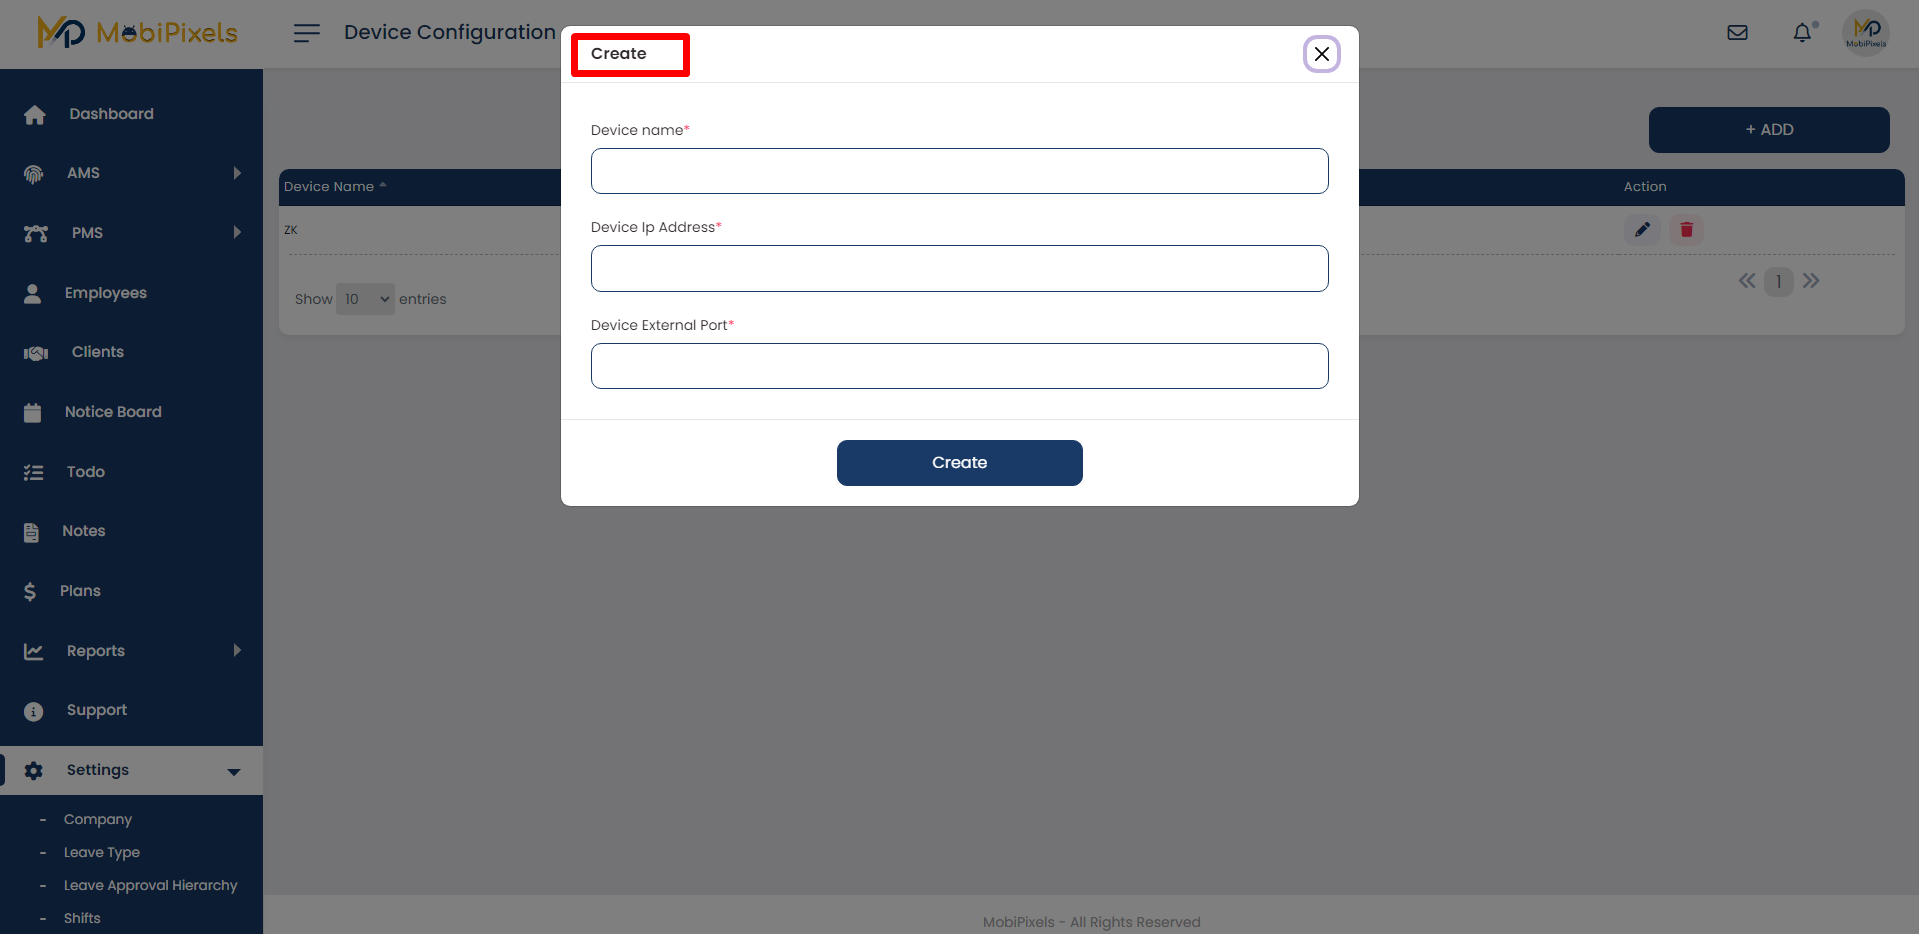 MobiPixels
Device Configuration
MobiPixels
Create
Dashboard
AMS
PMS
Employees
Clients
Notice Board
Todo
Notes
Plans
Reports
Support
Settings
- Company
- Leave Type
- Leave Approval Hierarchy
- Shifts
+ ADD
Device Name
Action
ZK
Show 10 entries
1
Device name*
Device Ip Address*
Device External Port*
Create
MobiPixels - All Rights Reserved